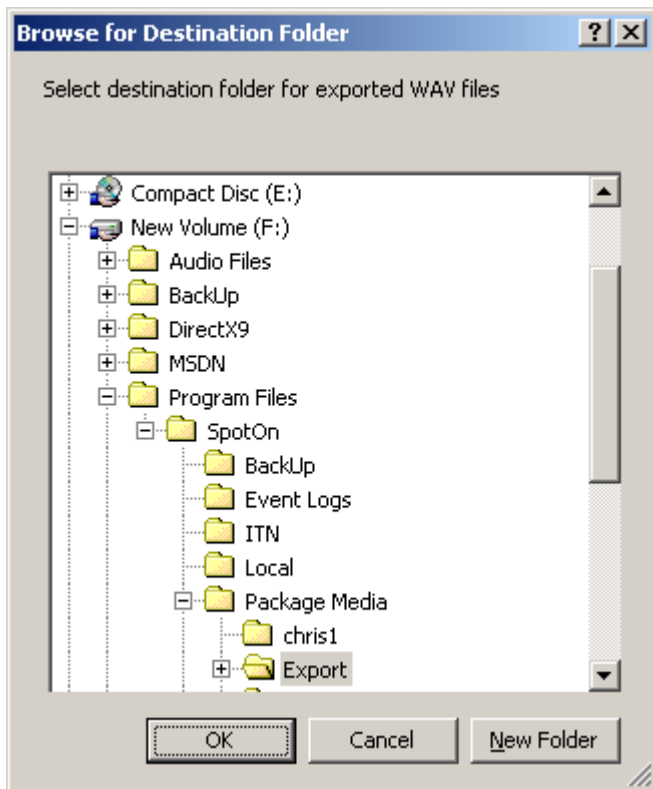 Browse for Destination Folder
Select destination folder for exported WAV files
Compact Disc (E:)
New Volume (F:)
Audio Files
BackUp
DirectX9
MSDN
Program Files
SpotOn
BackUp
Event Logs
ITN
Local
Package Media
chris1
Export
OK Cancel New Folder